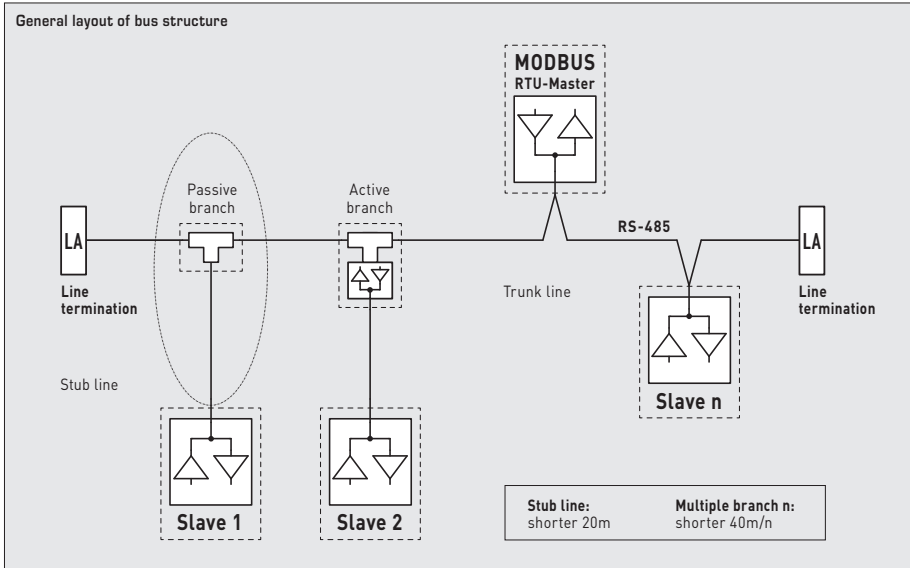 General layout of bus structure
MODBUS
RTU-Master
Passive
branch
Active
branch
LA
RS-485
LA
Line
termination
Trunk line
Line
termination
Stub line
Slave n
Slave 1
Slave 2
Stub line:
shorter 20m
Multiple branch n:
shorter 40m/n